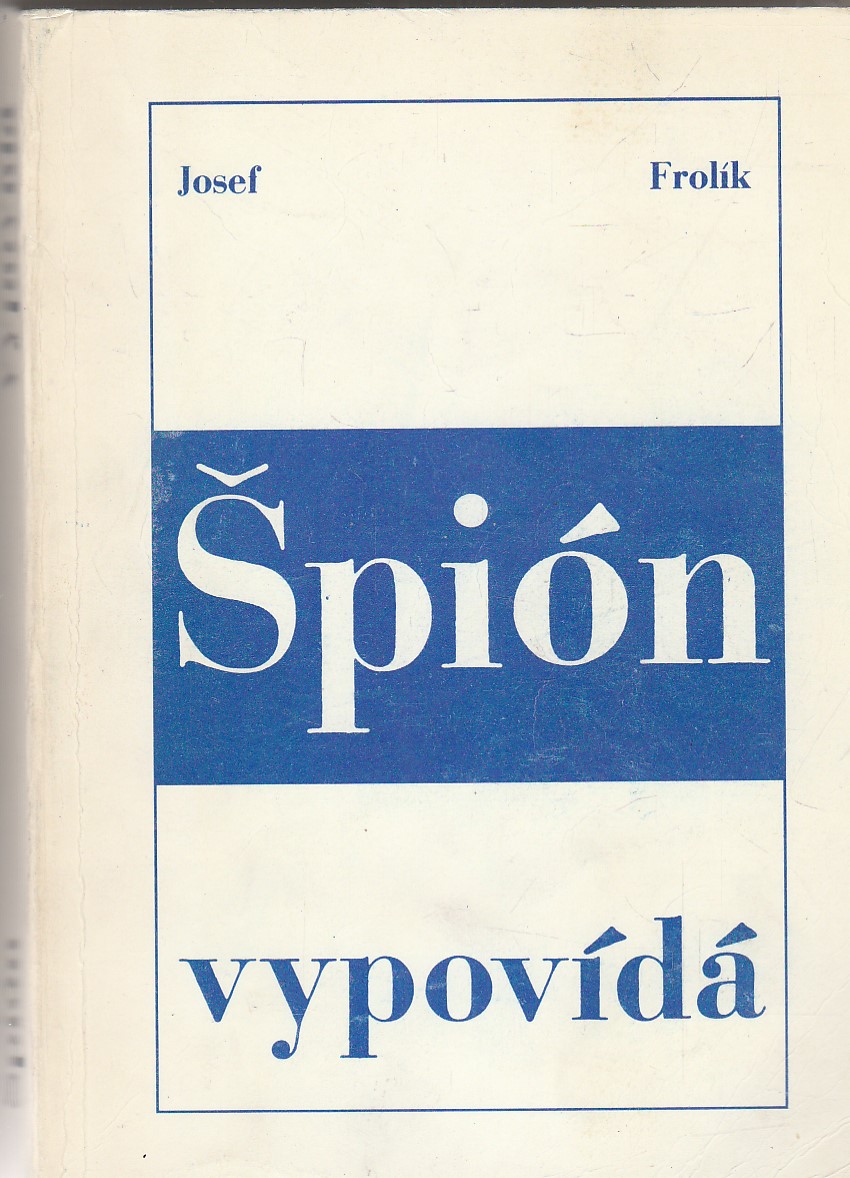 Josef Frolík
Špión
vypovídá